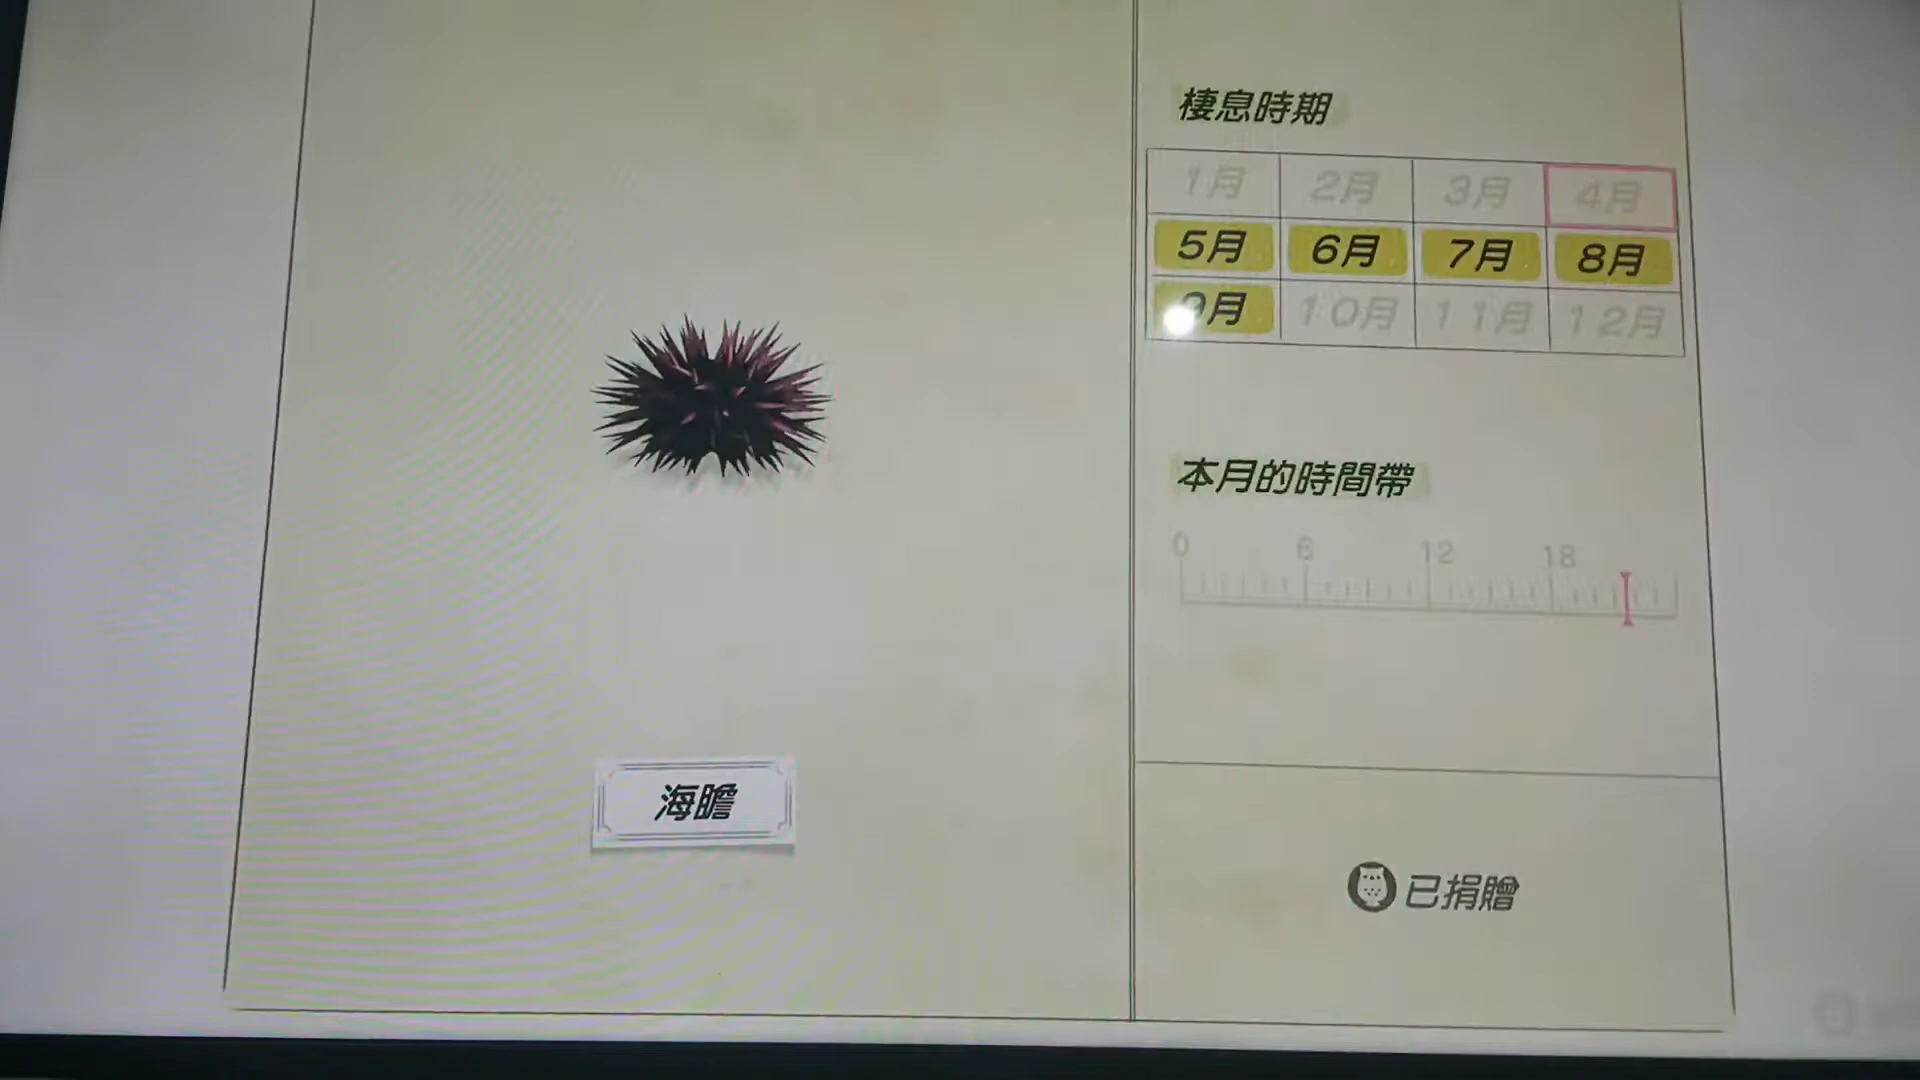 棲息時期
1月 2月 3月 4月
5月 6月 7月 8月
9月 10月 11月 12月
本月的時間帶
0 6 12 18
海瞻
已捐贈